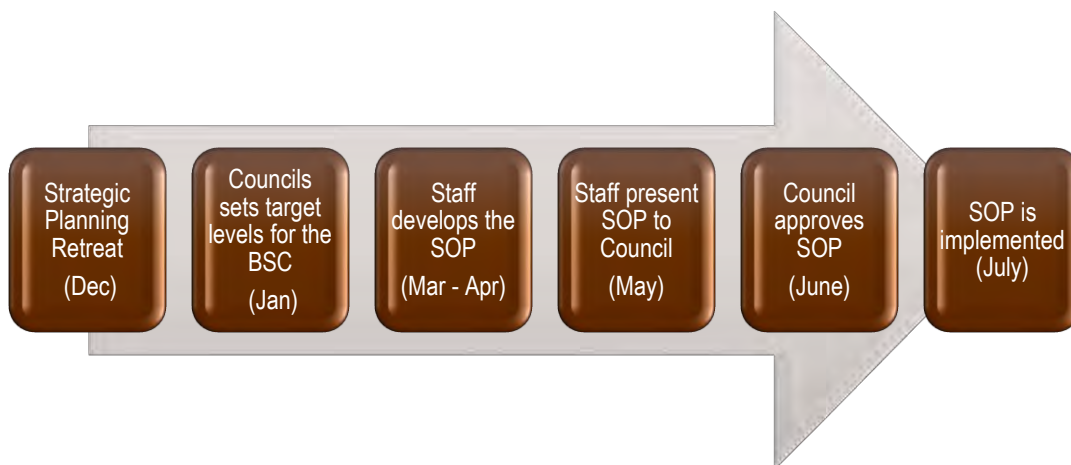 Strategic
Planning
Retreat
(Dec)
Councils
sets target
levels for the
BSC
(Jan)
Staff
develops the
SOP
(Mar - Apr)
Staff present
SOP to
Council
(May)
Council
approves
SOP
(June)
SOP is
implemented
(July)